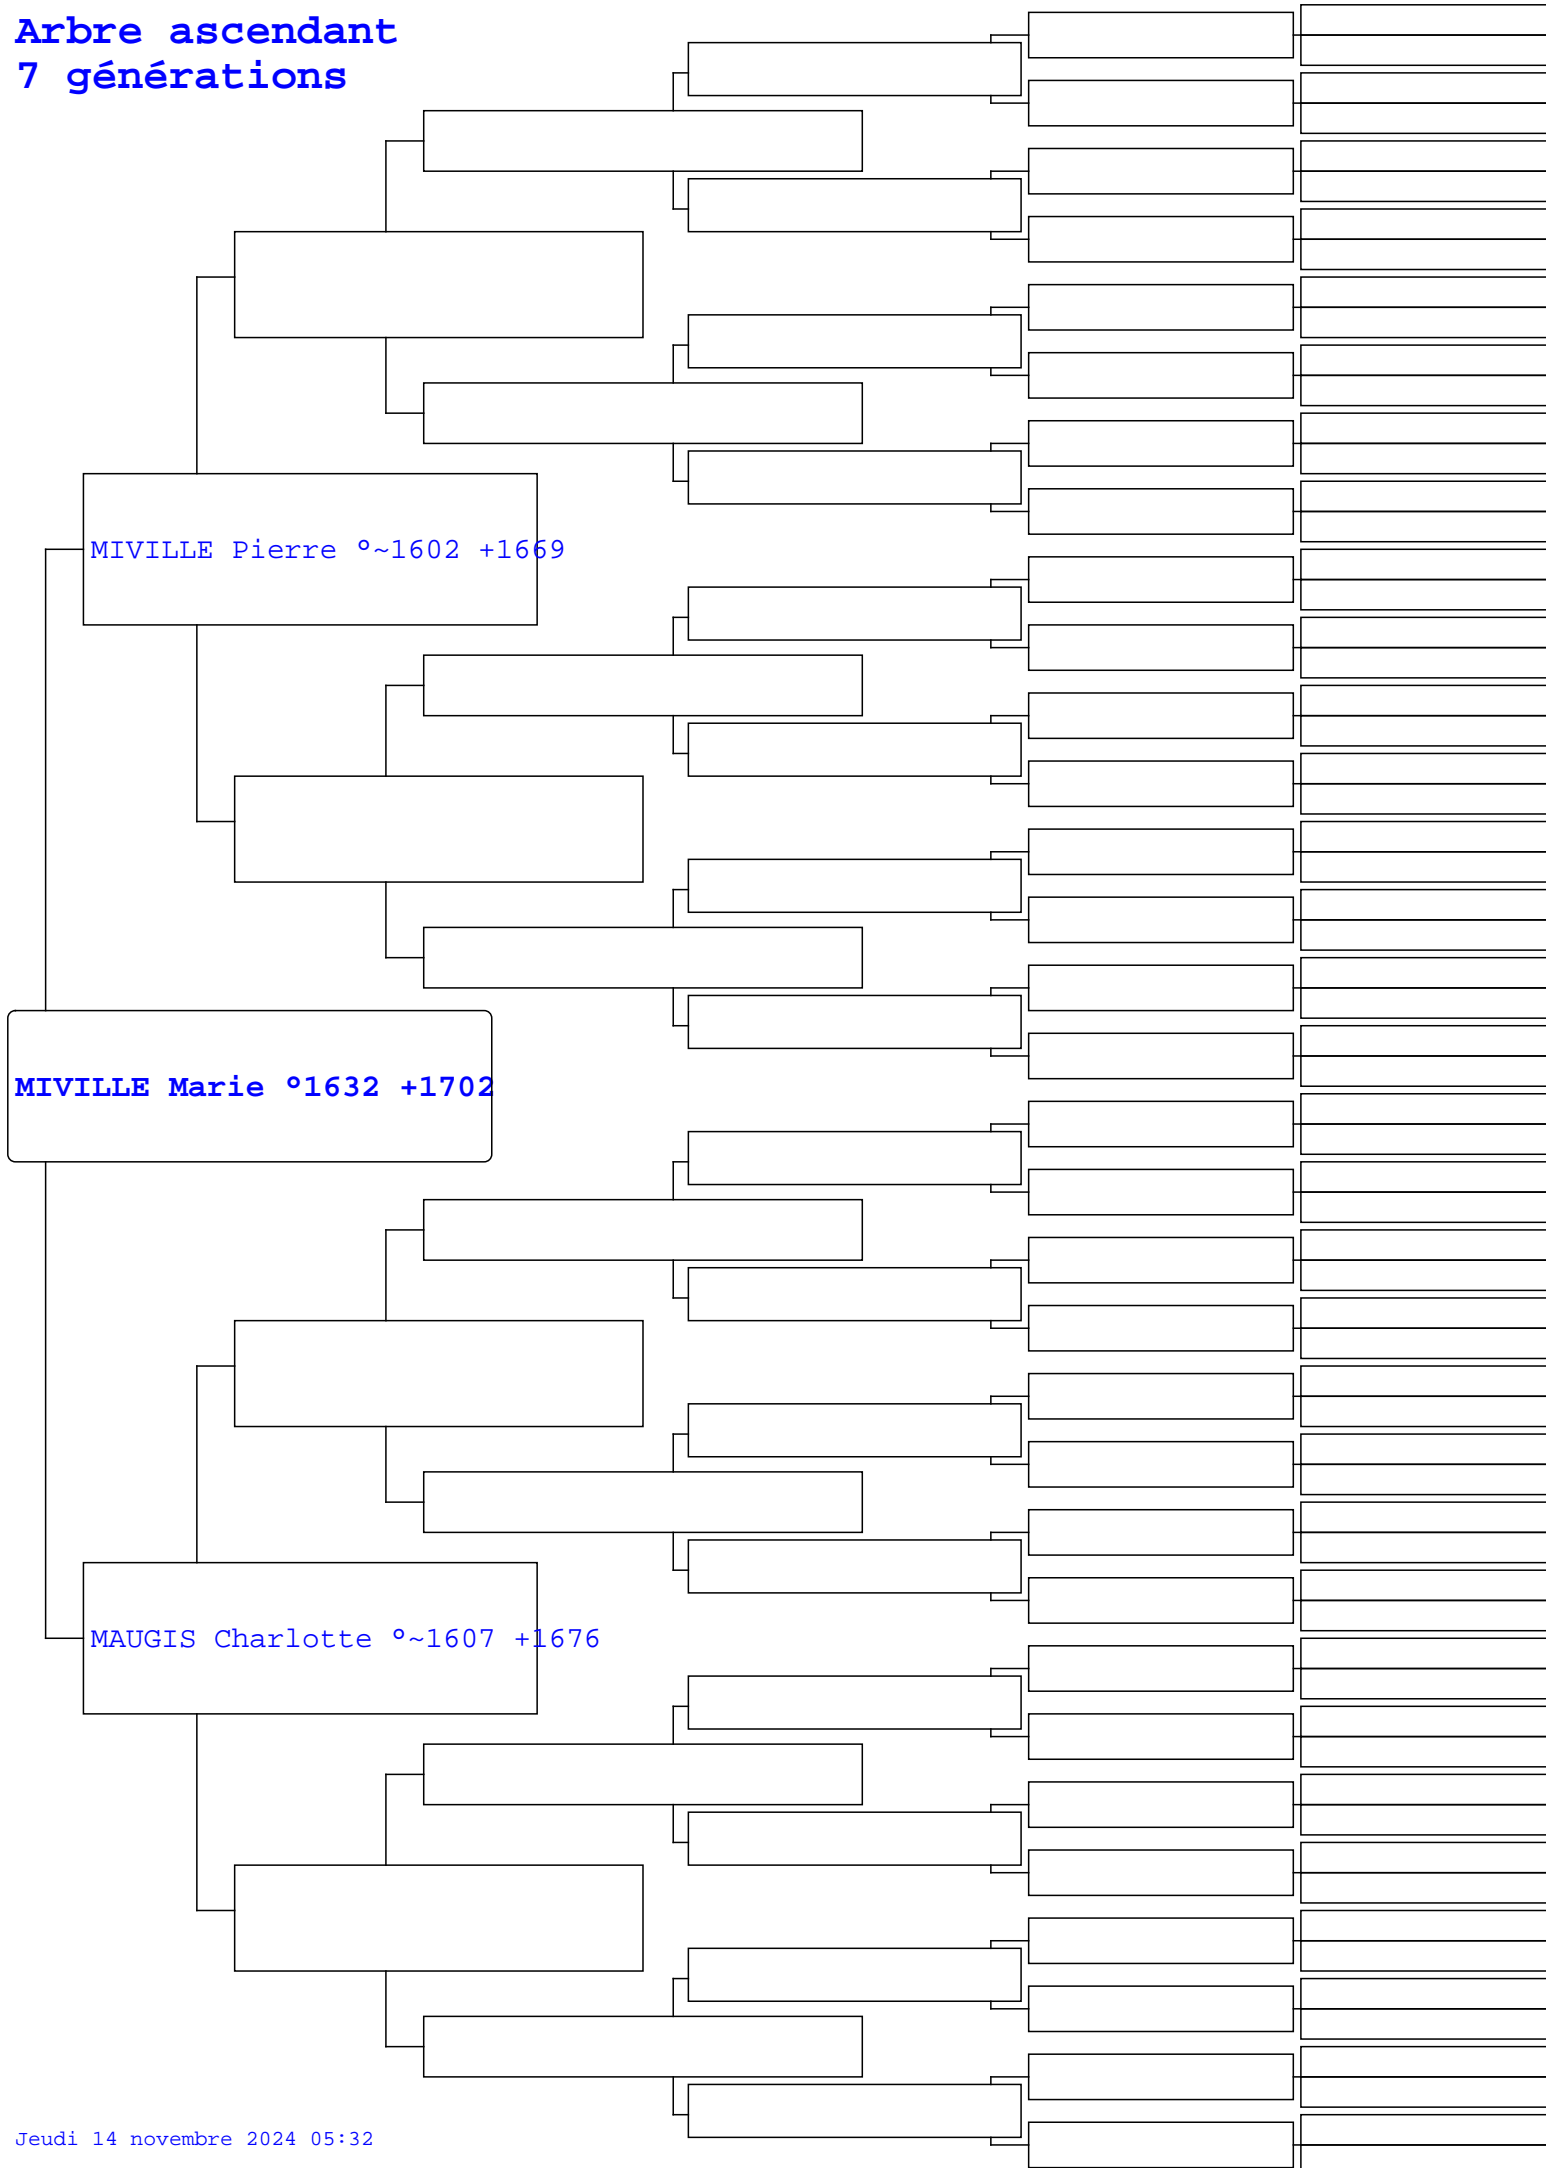 Arbre ascendant
7 générations
MIVILLE Pierre °~1602 +1669
MIVILLE Marie °1632 +1702
MAUGIS Charlotte °~1607 +1676
Jeudi 14 novembre 2024 05:32